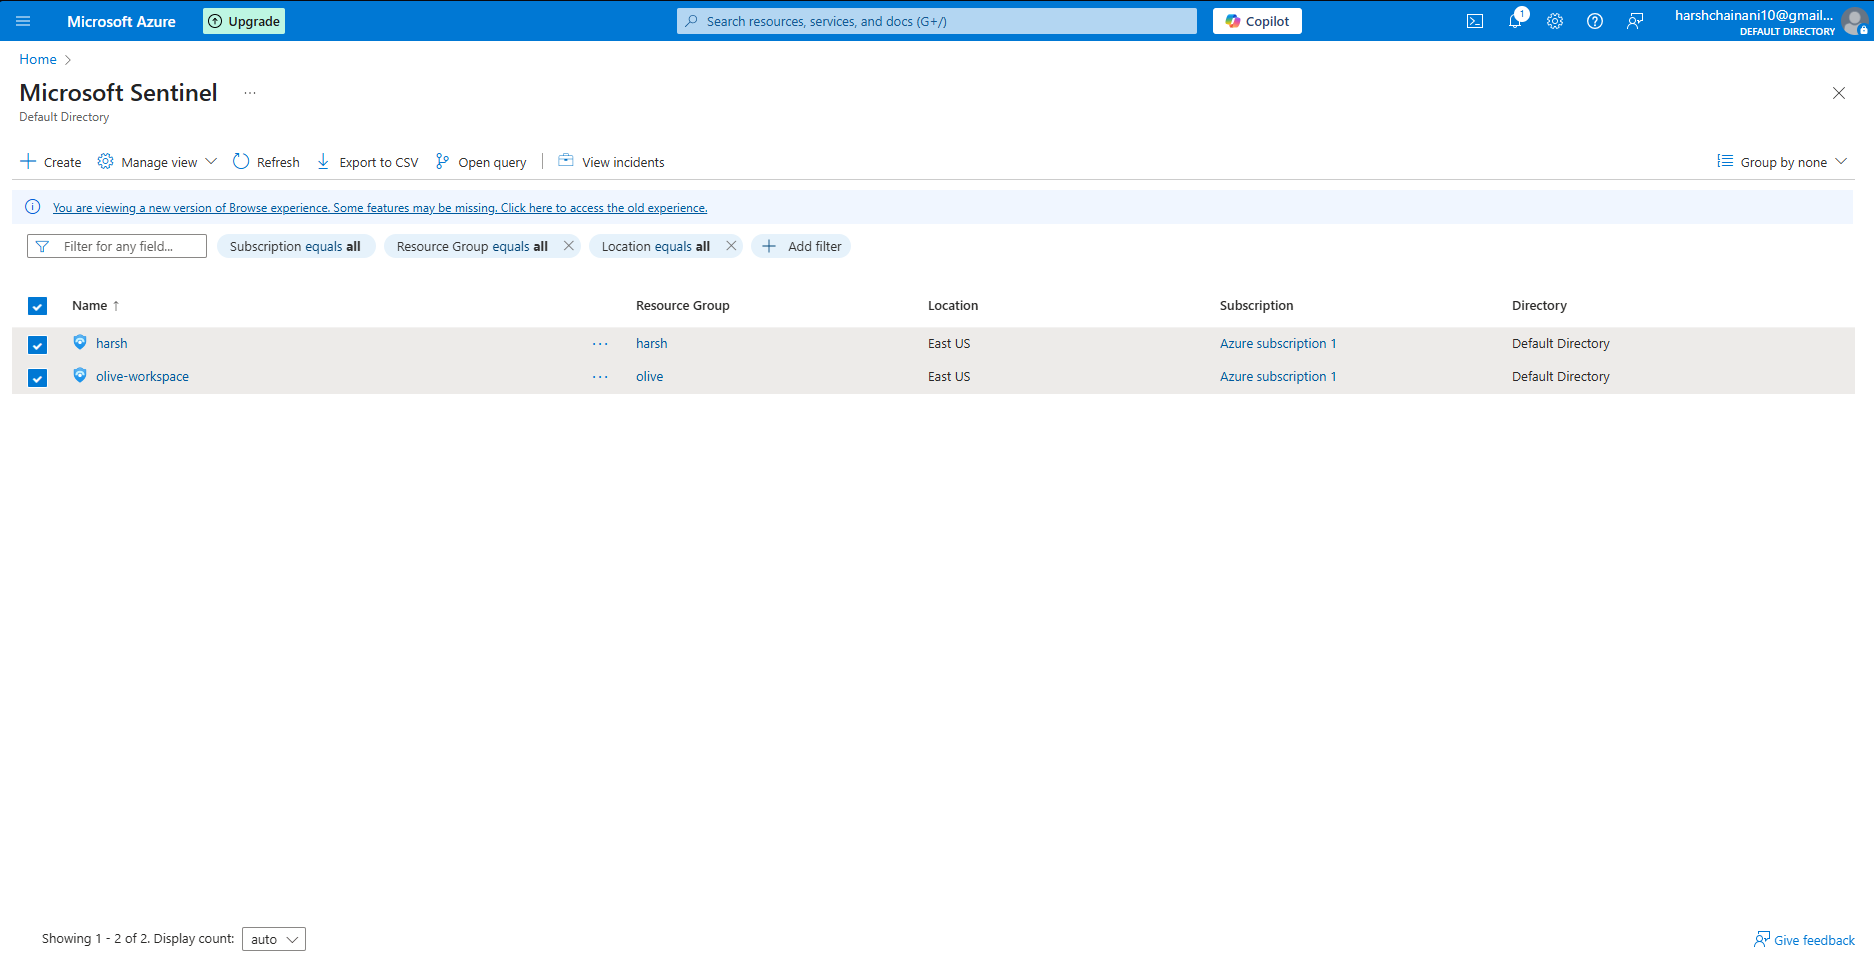 Microsoft Azure
Upgrade
Search resources, services, and docs (G+/)
Copilot
1
harshchainani10@gmail...
DEFAULT DIRECTORY
Home
Microsoft Sentinel ...
Default Directory
Create
Manage view
Refresh
Export to CSV
Open query
View incidents
Group by none
You are viewing a new version of Browse experience. Some features may be missing. Click here to access the old experience.
Filter for any field...
Subscription equals all
Resource Group equals all
Location equals all
Add filter
Name ↑ Resource Group Location Subscription Directory
harsh ... harsh East US Azure subscription 1 Default Directory
olive-workspace ... olive East US Azure subscription 1 Default Directory
Showing 1 - 2 of 2. Display count: auto
Give feedback